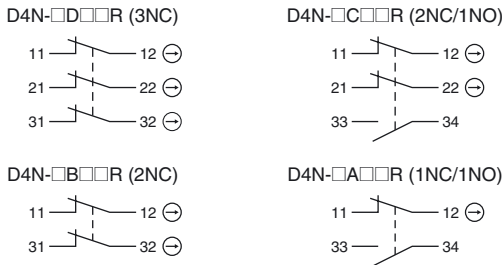 D4N-□D□□R (3NC)
11 12
21 22
31 32
D4N-□C□□R (2NC/1NO)
11 12
21 22
33 34
D4N-□B□□R (2NC)
11 12
31 32
D4N-□A□□R (1NC/1NO)
11 12
33 34